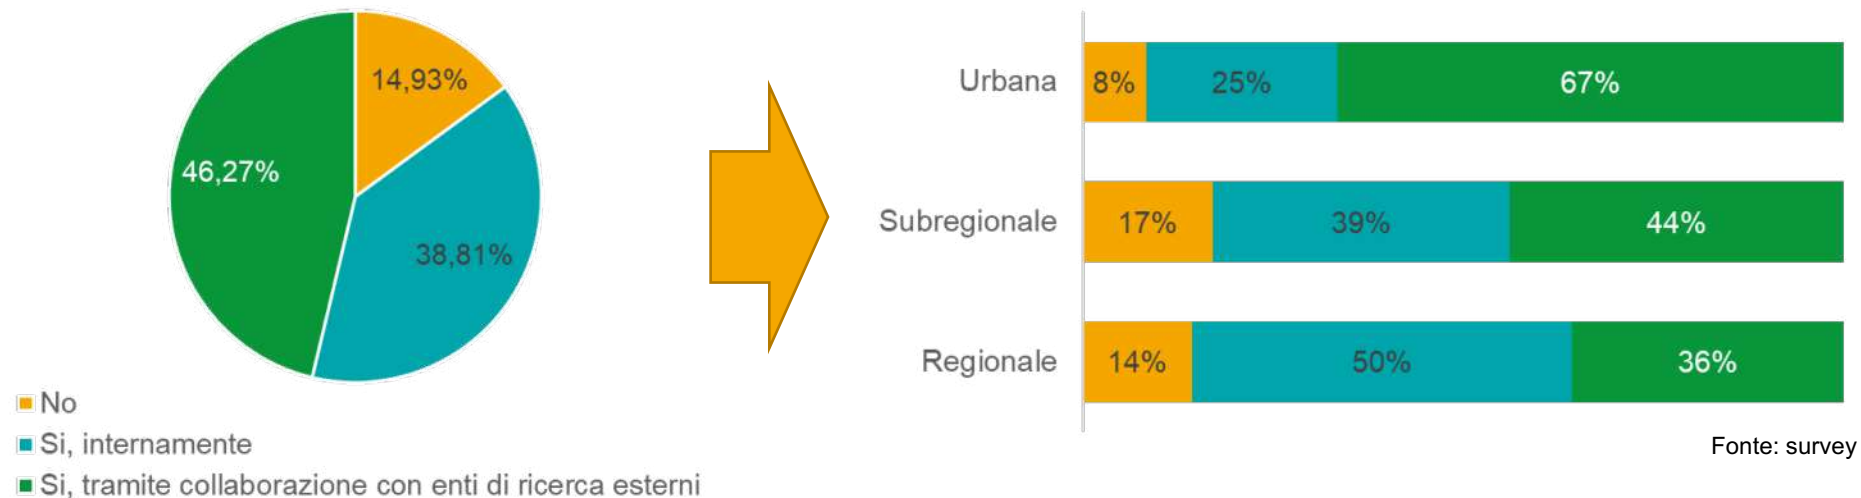 14,93%
46,27%
38,81%
No
Si, internamente
Si, tramite collaborazione con enti di ricerca esterni
Urbana 8% 25% 67%
Subregionale 17% 39% 44%
Regionale 14% 50% 36%
Fonte: survey